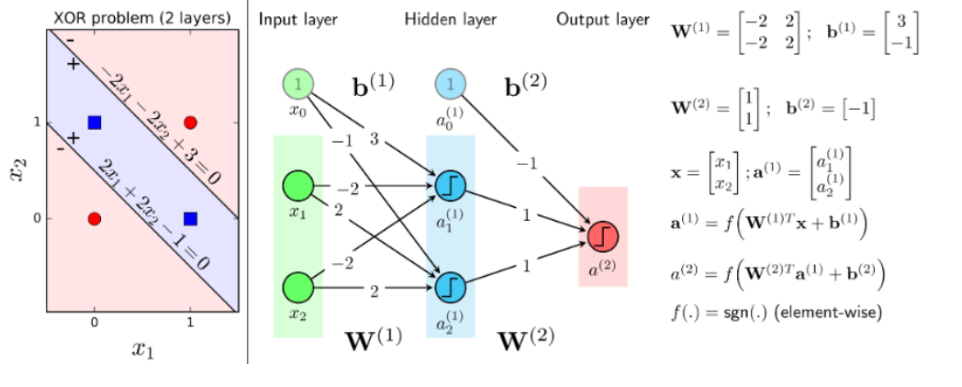 XOR problem (2 layers)
-
+
−2x₁ − 2x₂ + 3 = 0
+
-
2x₁ + 2x₂ − 1 = 0
1
0
x₂
0
1
x₁
Input layer
Hidden layer
Output layer
1
x₀
b⁽¹⁾
1
a₀⁽¹⁾
b⁽²⁾
−1
3
−1
−2
2
x₁
a₁⁽¹⁾
1
a⁽²⁾
−2
1
2
x₂
a₂⁽¹⁾
W⁽¹⁾
W⁽²⁾
W⁽¹⁾ = [−2 2; −2 2]; b⁽¹⁾ = [3; −1]
W⁽²⁾ = [1; 1]; b⁽²⁾ = [−1]
x = [x₁; x₂]; a⁽¹⁾ = [a₁⁽¹⁾; a₂⁽¹⁾]
a⁽¹⁾ = f(W⁽¹⁾ᵀx + b⁽¹⁾)
a⁽²⁾ = f(W⁽²⁾ᵀa⁽¹⁾ + b⁽²⁾)
f(.) = sgn(.) (element-wise)